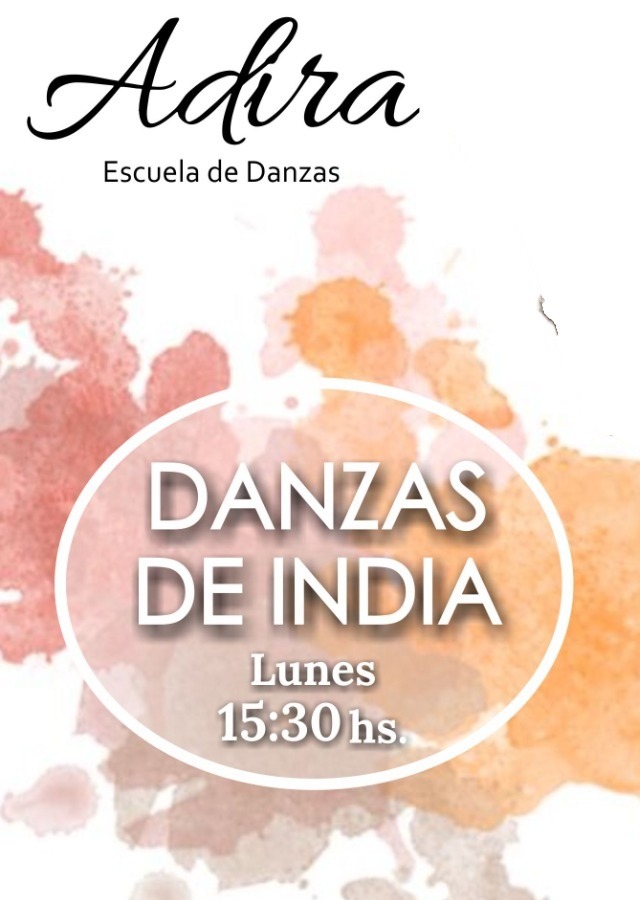 Adira
Escuela de Danzas
DANZAS
DE INDIA
Lunes
15:30 hs.